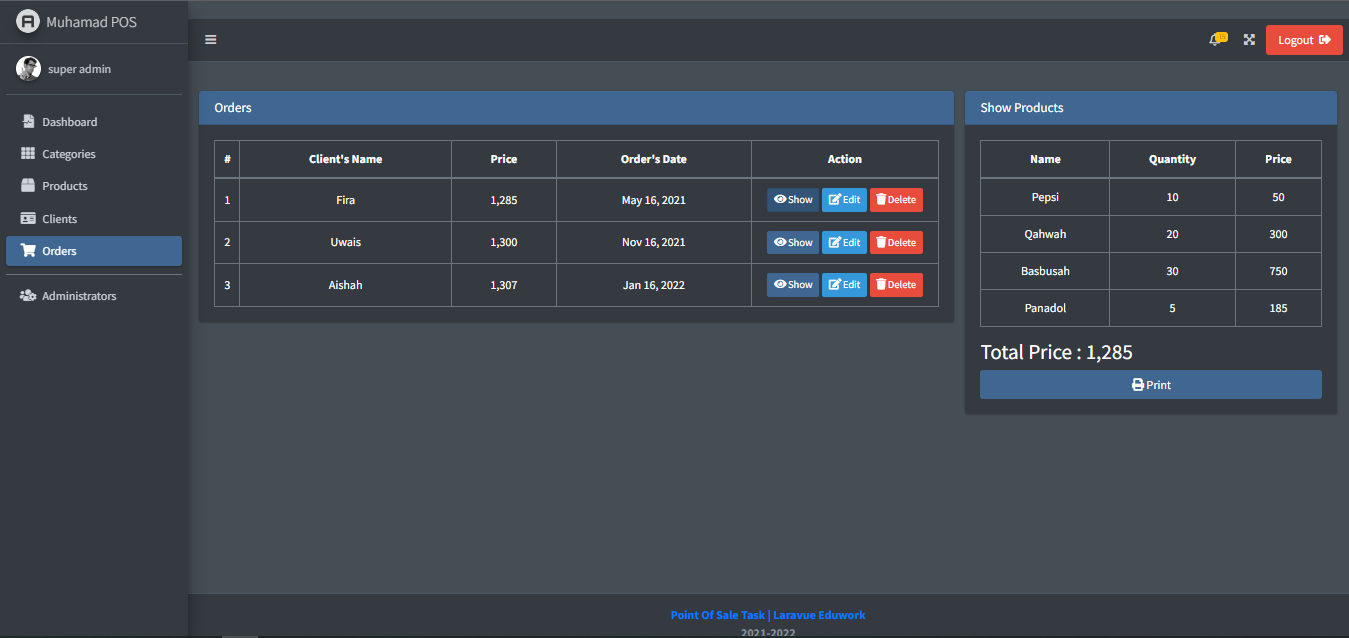 Muhamad POS
super admin
Dashboard
Categories
Products
Clients
Orders
Administrators
15
Logout
Orders
# Client's Name Price Order's Date Action
1 Fira 1,285 May 16, 2021 Show Edit Delete
2 Uwais 1,300 Nov 16, 2021 Show Edit Delete
3 Aishah 1,307 Jan 16, 2022 Show Edit Delete
Show Products
Name Quantity Price
Pepsi 10 50
Qahwah 20 300
Basbusah 30 750
Panadol 5 185
Total Price : 1,285
Print
Point Of Sale Task | Laravue Eduwork
2021-2022